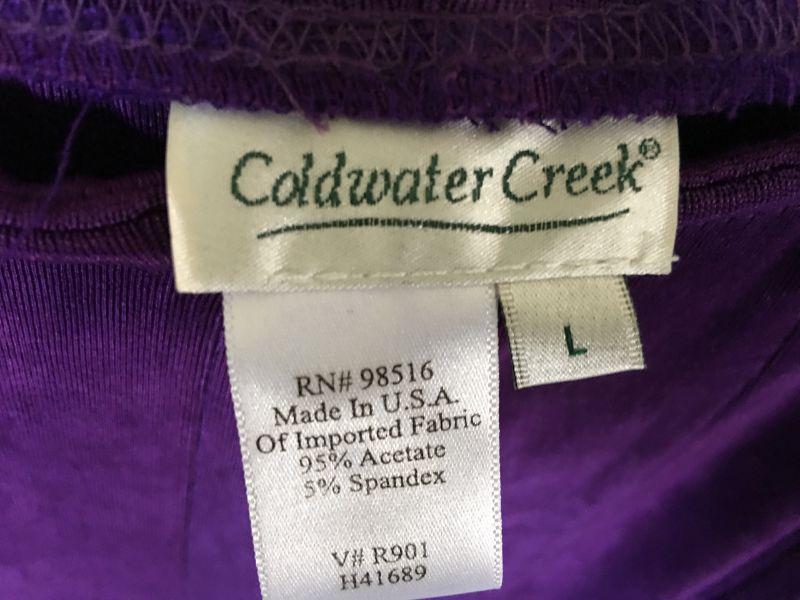 Coldwater Creek®
L
RN# 98516
Made In U.S.A.
Of Imported Fabric
95% Acetate
5% Spandex
V# R901
H41689